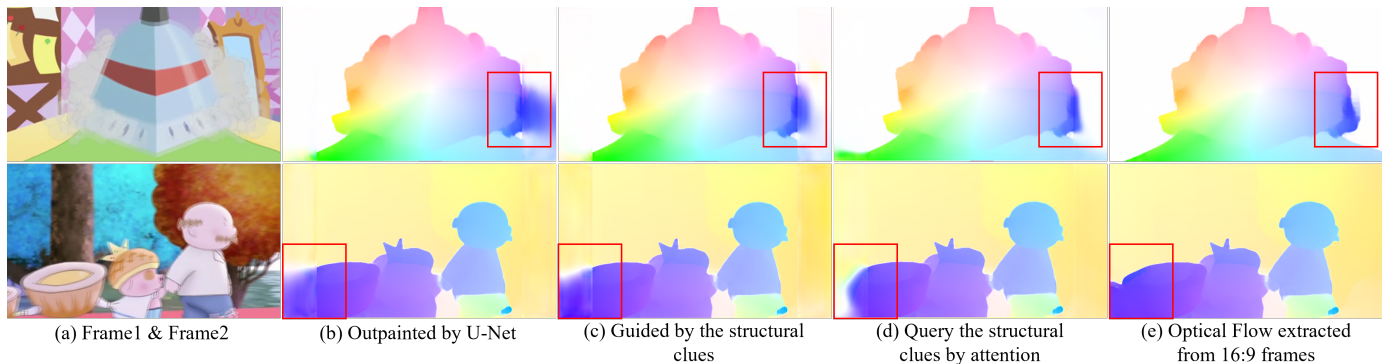 (a) Frame1 & Frame2
(b) Outpainted by U-Net
(c) Guided by the structural
clues
(d) Query the structural
clues by attention
(e) Optical Flow extracted
from 16:9 frames